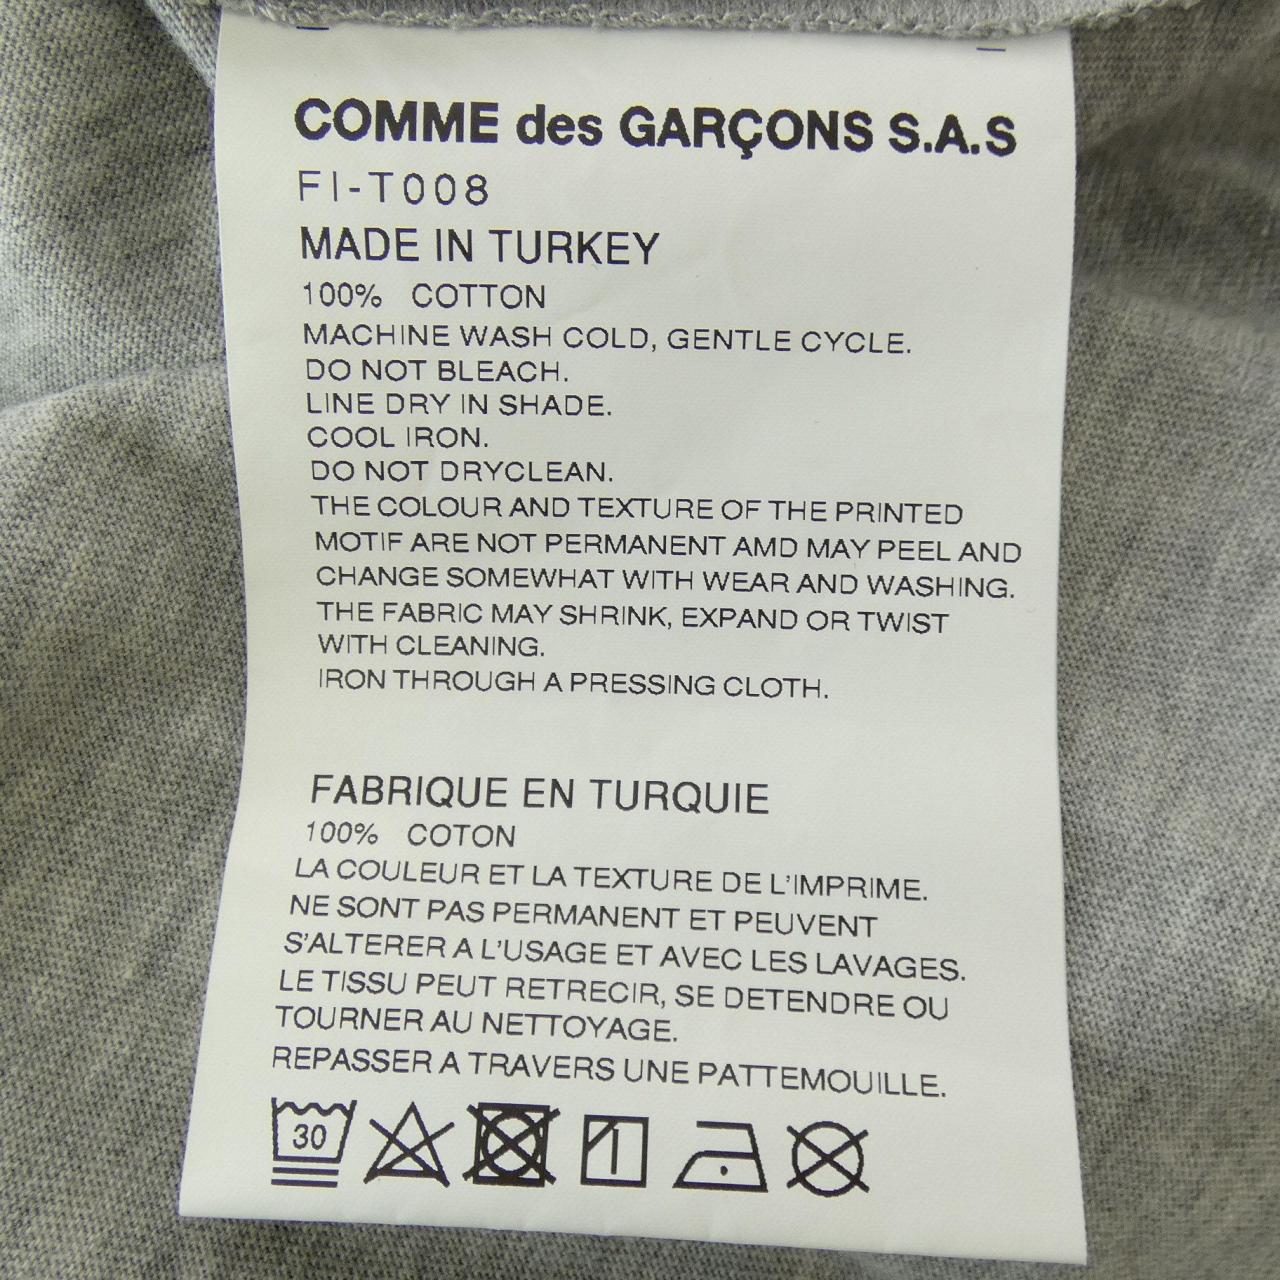 COMME des GARÇONS S.A.S
FI-T008
MADE IN TURKEY
100% COTTON
MACHINE WASH COLD, GENTLE CYCLE.
DO NOT BLEACH.
LINE DRY IN SHADE.
COOL IRON.
DO NOT DRYCLEAN.
THE COLOUR AND TEXTURE OF THE PRINTED
MOTIF ARE NOT PERMANENT AMD MAY PEEL AND
CHANGE SOMEWHAT WITH WEAR AND WASHING.
THE FABRIC MAY SHRINK, EXPAND OR TWIST
WITH CLEANING.
IRON THROUGH A PRESSING CLOTH.
FABRIQUE EN TURQUIE
100% COTON
LA COULEUR ET LA TEXTURE DE L'IMPRIME.
NE SONT PAS PERMANENT ET PEUVENT
S'ALTERER A L'USAGE ET AVEC LES LAVAGES.
LE TISSU PEUT RETRECIR, SE DETENDRE OU
TOURNER AU NETTOYAGE.
REPASSER A TRAVERS UNE PATTEMOUILLE.
30